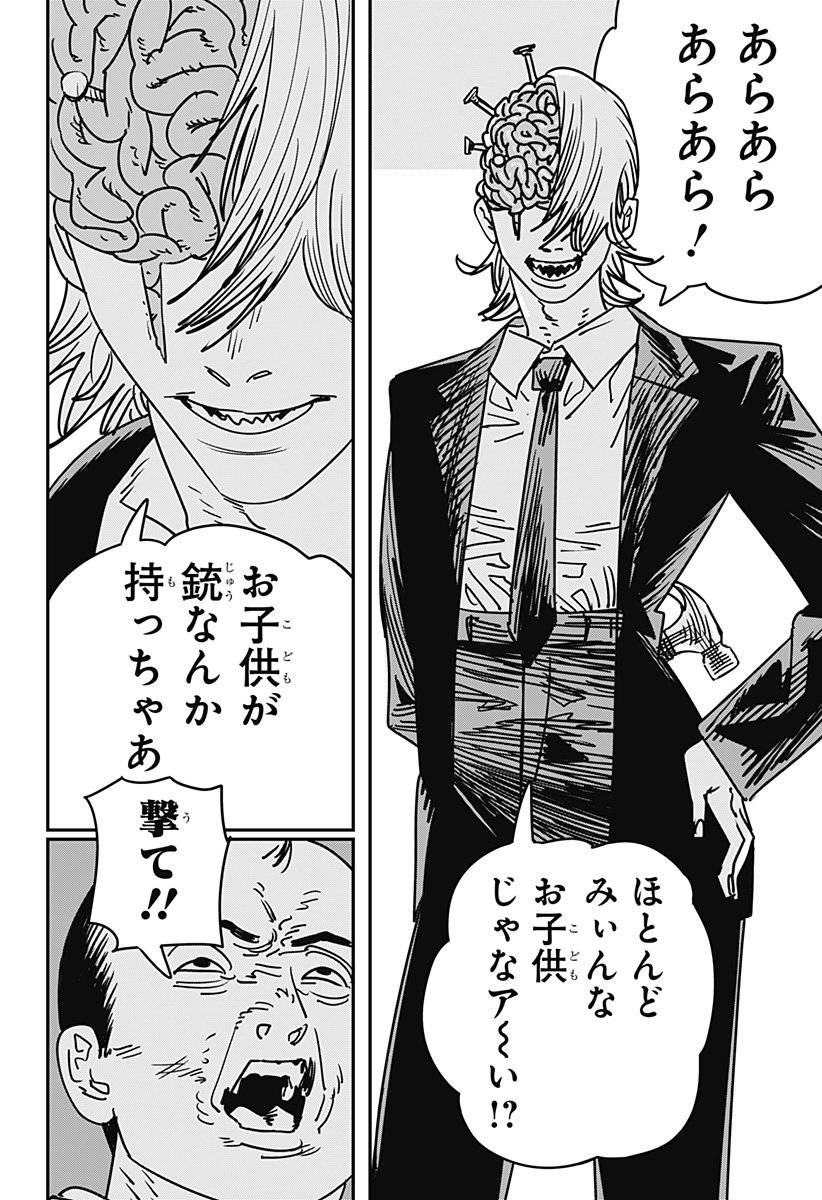 あらあら
あらあら！
ほとんど
みぃんな
お子供
じゃなア〜い!?
お子供が
銃なんか
持っちゃあ
撃て!!